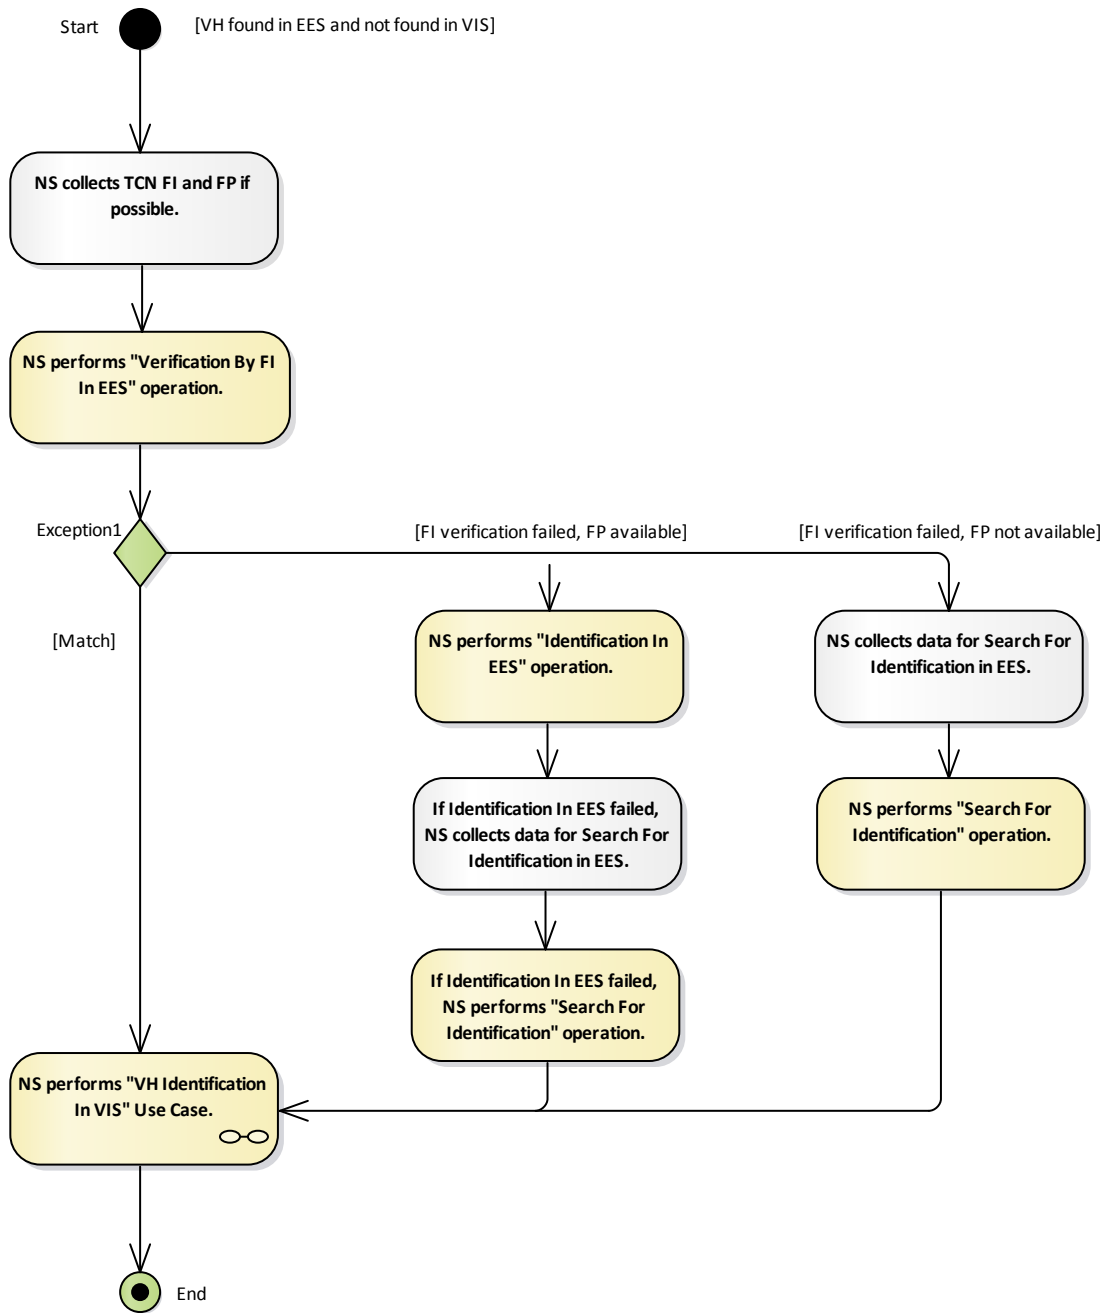 Start
[VH found in EES and not found in VIS]
NS collects TCN FI and FP if
possible.
NS performs "Verification By FI
In EES" operation.
Exception1
[FI verification failed, FP available]
[FI verification failed, FP not available]
[Match]
NS performs "Identification In
EES" operation.
NS collects data for Search For
Identification in EES.
If Identification In EES failed,
NS collects data for Search For
Identification in EES.
NS performs "Search For
Identification" operation.
If Identification In EES failed,
NS performs "Search For
Identification" operation.
NS performs "VH Identification
In VIS" Use Case.
End